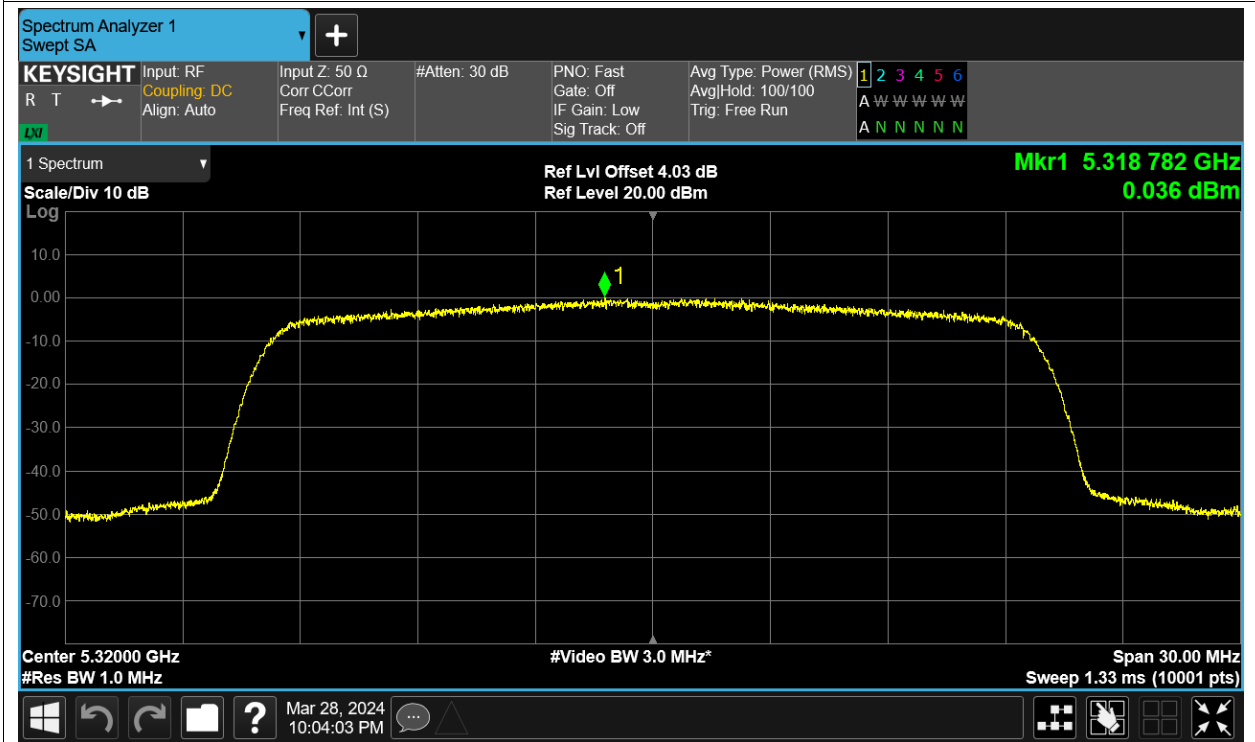 Spectrum Analyzer 1
Swept SA
+
KEYSIGHT
R T
LXI
Input: RF
Coupling: DC
Align: Auto
Input Z: 50 Ω
Corr CCorr
Freq Ref: Int (S)
#Atten: 30 dB
PNO: Fast
Gate: Off
IF Gain: Low
Sig Track: Off
Avg Type: Power (RMS)
Avg|Hold: 100/100
Trig: Free Run
1 2 3 4 5 6
A W W W W W
A N N N N N
1 Spectrum
Scale/Div 10 dB
Log
Ref Lvl Offset 4.03 dB
Ref Level 20.00 dBm
Mkr1 5.318 782 GHz
0.036 dBm
1
10.0
0.00
-10.0
-20.0
-30.0
-40.0
-50.0
-60.0
-70.0
Center 5.32000 GHz
#Res BW 1.0 MHz
#Video BW 3.0 MHz*
Span 30.00 MHz
Sweep 1.33 ms (10001 pts)
?
Mar 28, 2024
10:04:03 PM